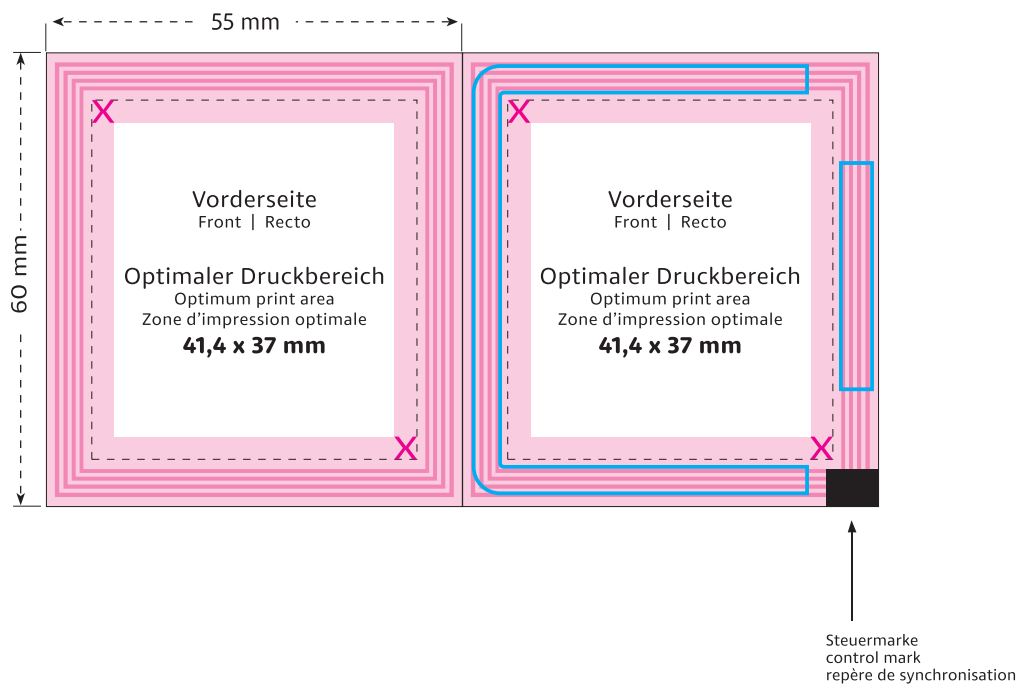 55 mm
60 mm
X
Vorderseite
Front | Recto
Optimaler Druckbereich
Optimum print area
Zone d'impression optimale
41,4 x 37 mm
X
X
Vorderseite
Front | Recto
Optimaler Druckbereich
Optimum print area
Zone d'impression optimale
41,4 x 37 mm
X
Steuermarke
control mark
repère de synchronisation